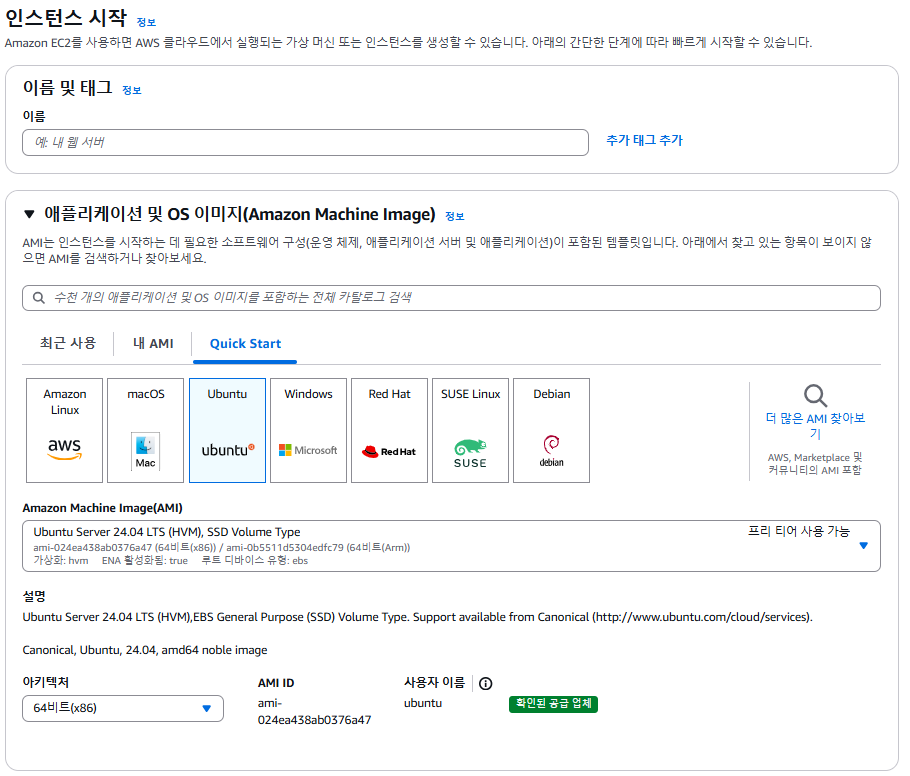 인스턴스 시작 정보
Amazon EC2를 사용하면 AWS 클라우드에서 실행되는 가상 머신 또는 인스턴스를 생성할 수 있습니다. 아래의 간단한 단계에 따라 빠르게 시작할 수 있습니다.
이름 및 태그 정보
이름
예: 내 웹 서버
추가 태그 추가
애플리케이션 및 OS 이미지(Amazon Machine Image) 정보
AMI는 인스턴스를 시작하는 데 필요한 소프트웨어 구성(운영 체제, 애플리케이션 서버 및 애플리케이션)이 포함된 템플릿입니다. 아래에서 찾고 있는 항목이 보이지 않
으면 AMI를 검색하거나 찾아보세요.
수천 개의 애플리케이션 및 OS 이미지를 포함하는 전체 카탈로그 검색
최근 사용 내 AMI Quick Start
Amazon
Linux
aws
macOS
Mac
Ubuntu
ubuntu
Windows
Microsoft
Red Hat
Red Hat
SUSE Linux
SUSE
Debian
debian
더 많은 AMI 찾아보
기
AWS, Marketplace 및
커뮤니티의 AMI 포함
Amazon Machine Image(AMI)
Ubuntu Server 24.04 LTS (HVM), SSD Volume Type 프리 티어 사용 가능
ami-024ea438ab0376a47 (64비트(x86)) / ami-0b5511d5304edfc79 (64비트(Arm))
가상화: hvm ENA 활성화됨: true 루트 디바이스 유형: ebs
설명
Ubuntu Server 24.04 LTS (HVM),EBS General Purpose (SSD) Volume Type. Support available from Canonical (http://www.ubuntu.com/cloud/services).
Canonical, Ubuntu, 24.04, amd64 noble image
아키텍처
64비트(x86)
AMI ID
ami-
024ea438ab0376a47
사용자 이름
ubuntu
확인된 공급 업체